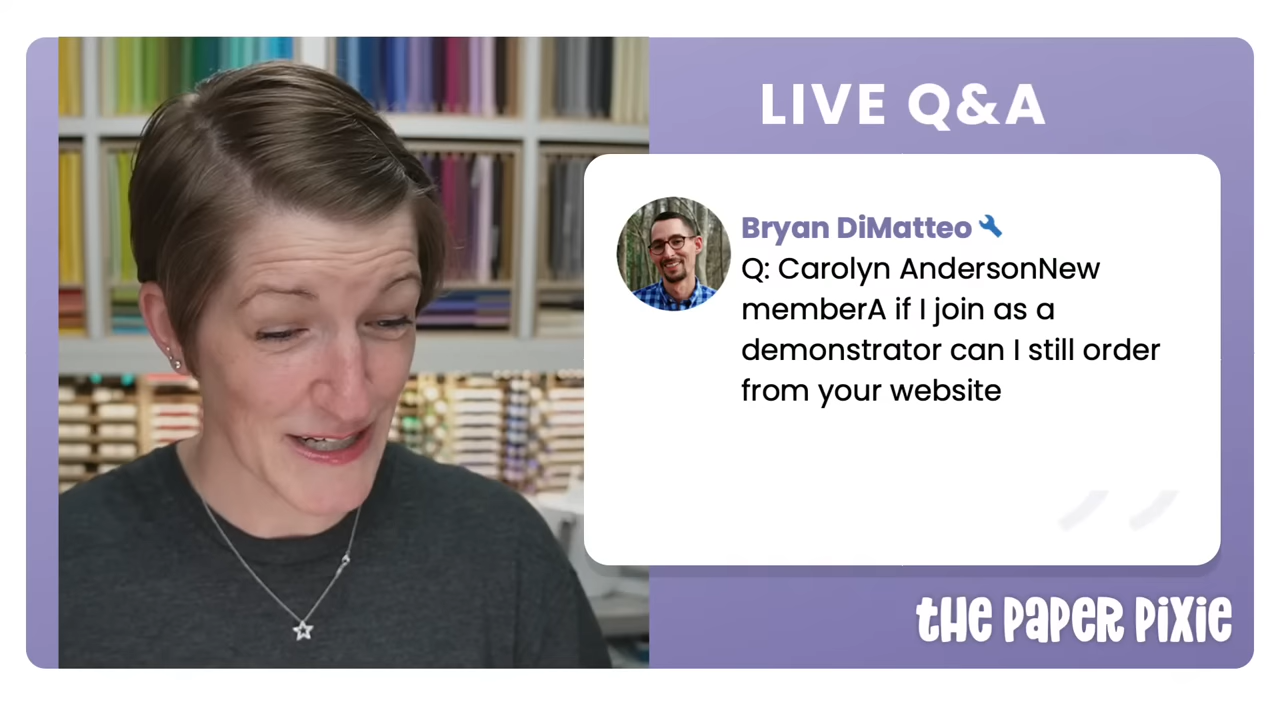 LIVE Q&A
Bryan DiMatteo
Q: Carolyn AndersonNew
memberA if I join as a
demonstrator can I still order
from your website
the PAPER PiXie